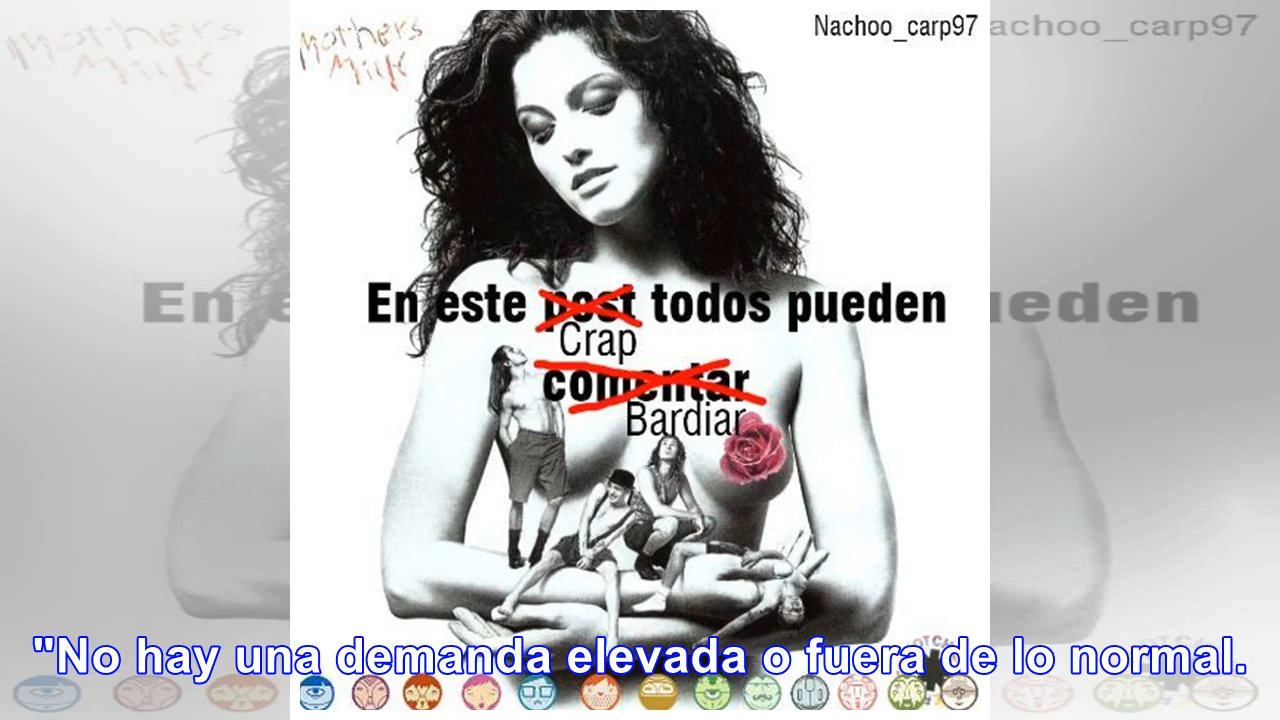 Mothers
Milk
Nachoo_carp97
achoo_carp97
En este post todos pueden
Crap
comentar
Bardiar
"No hay una demanda elevada o fuera de lo normal.